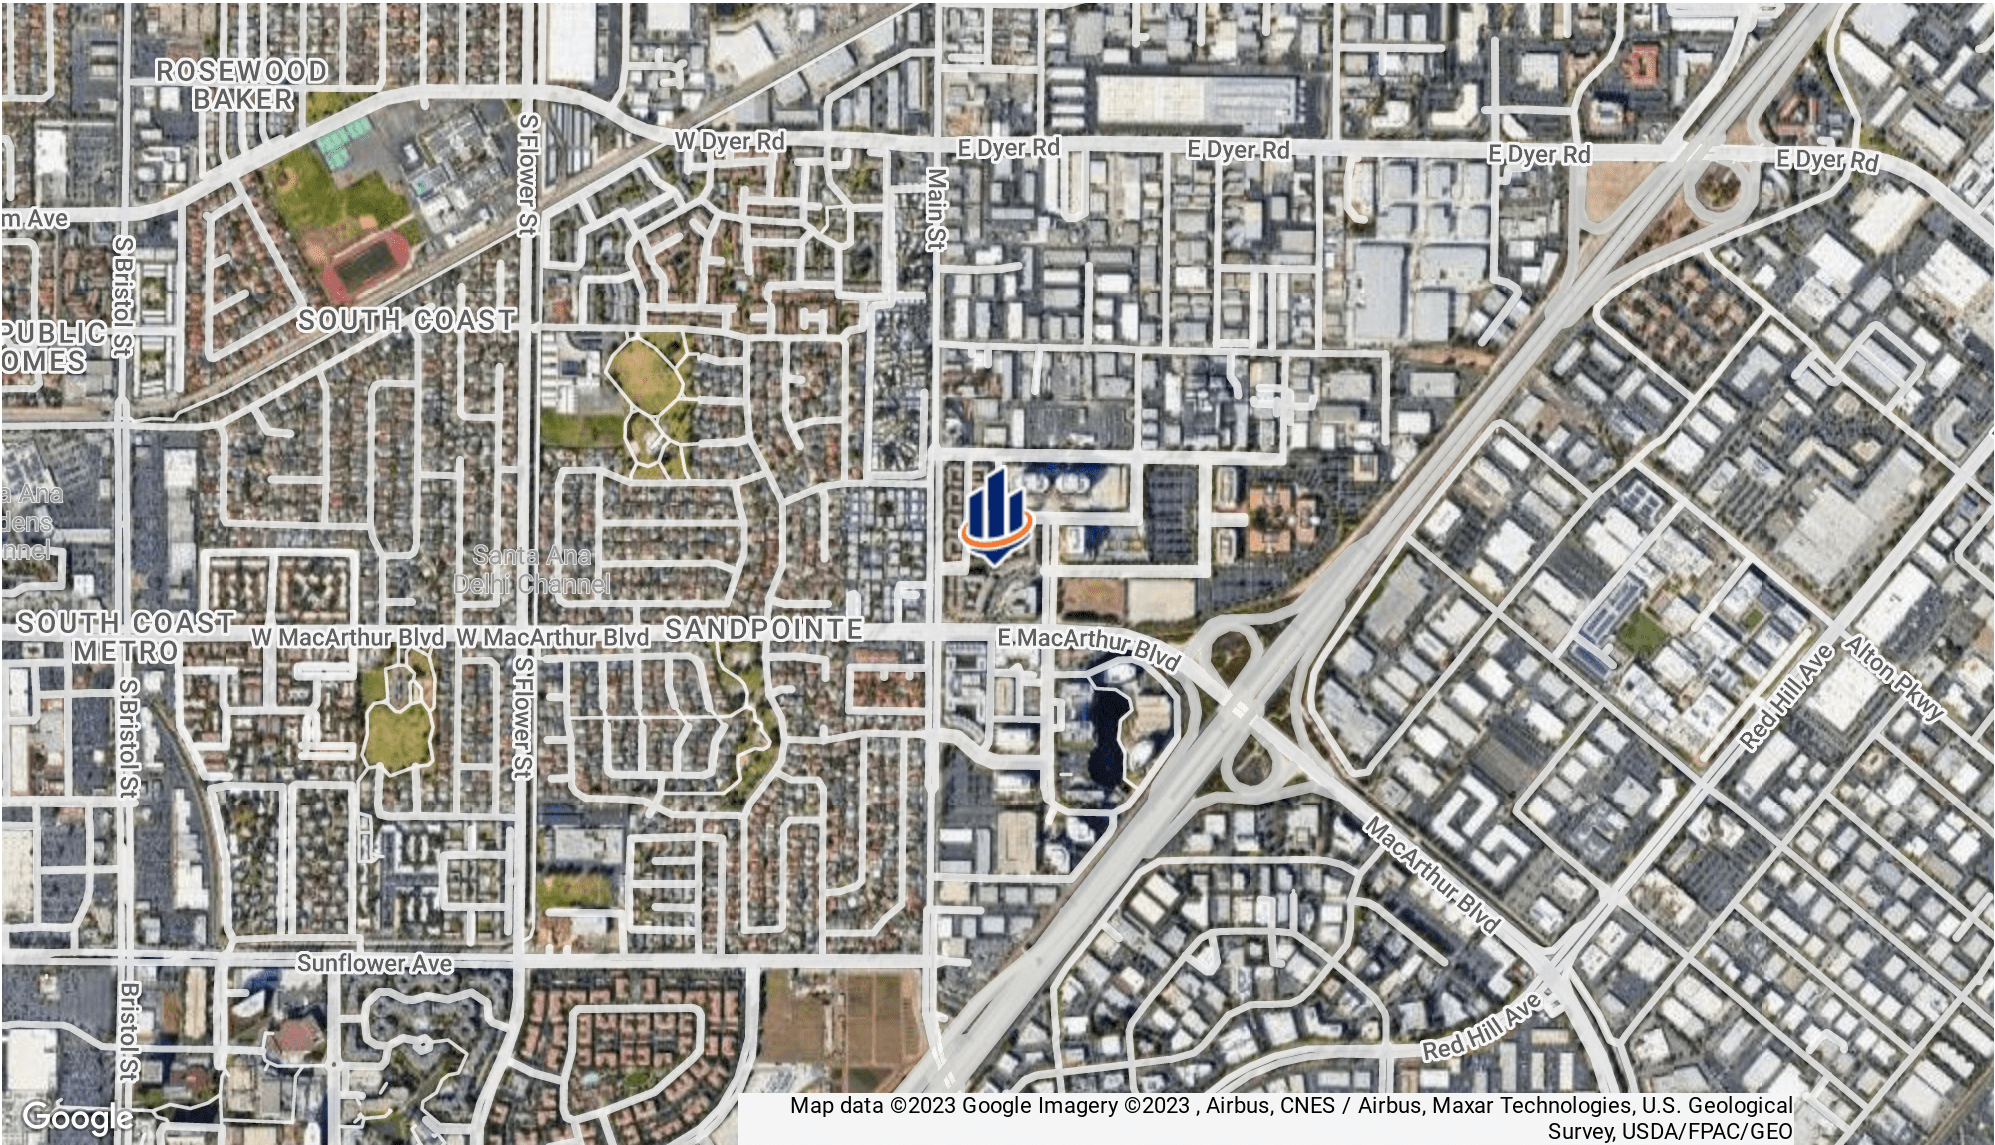 ROSEWOOD
BAKER
S Flower St
W Dyer Rd
E Dyer Rd
E Dyer Rd
E Dyer Rd
E Dyer Rd
m Ave
Main St
S Bristol St
SOUTH COAST
PUBLIC
OMES
a Ana
dens
nnel
Santa Ana
Delhi Channel
SOUTH COAST
METRO
W MacArthur Blvd
W MacArthur Blvd
SANDPOINTE
E MacArthur Blvd
S Flower St
S Bristol St
Red Hill Ave
Alton Pkwy
MacArthur Blvd
Sunflower Ave
Bristol St
Red Hill Ave
Google
Map data ©2023 Google Imagery ©2023 , Airbus, CNES / Airbus, Maxar Technologies, U.S. Geological
Survey, USDA/FPAC/GEO